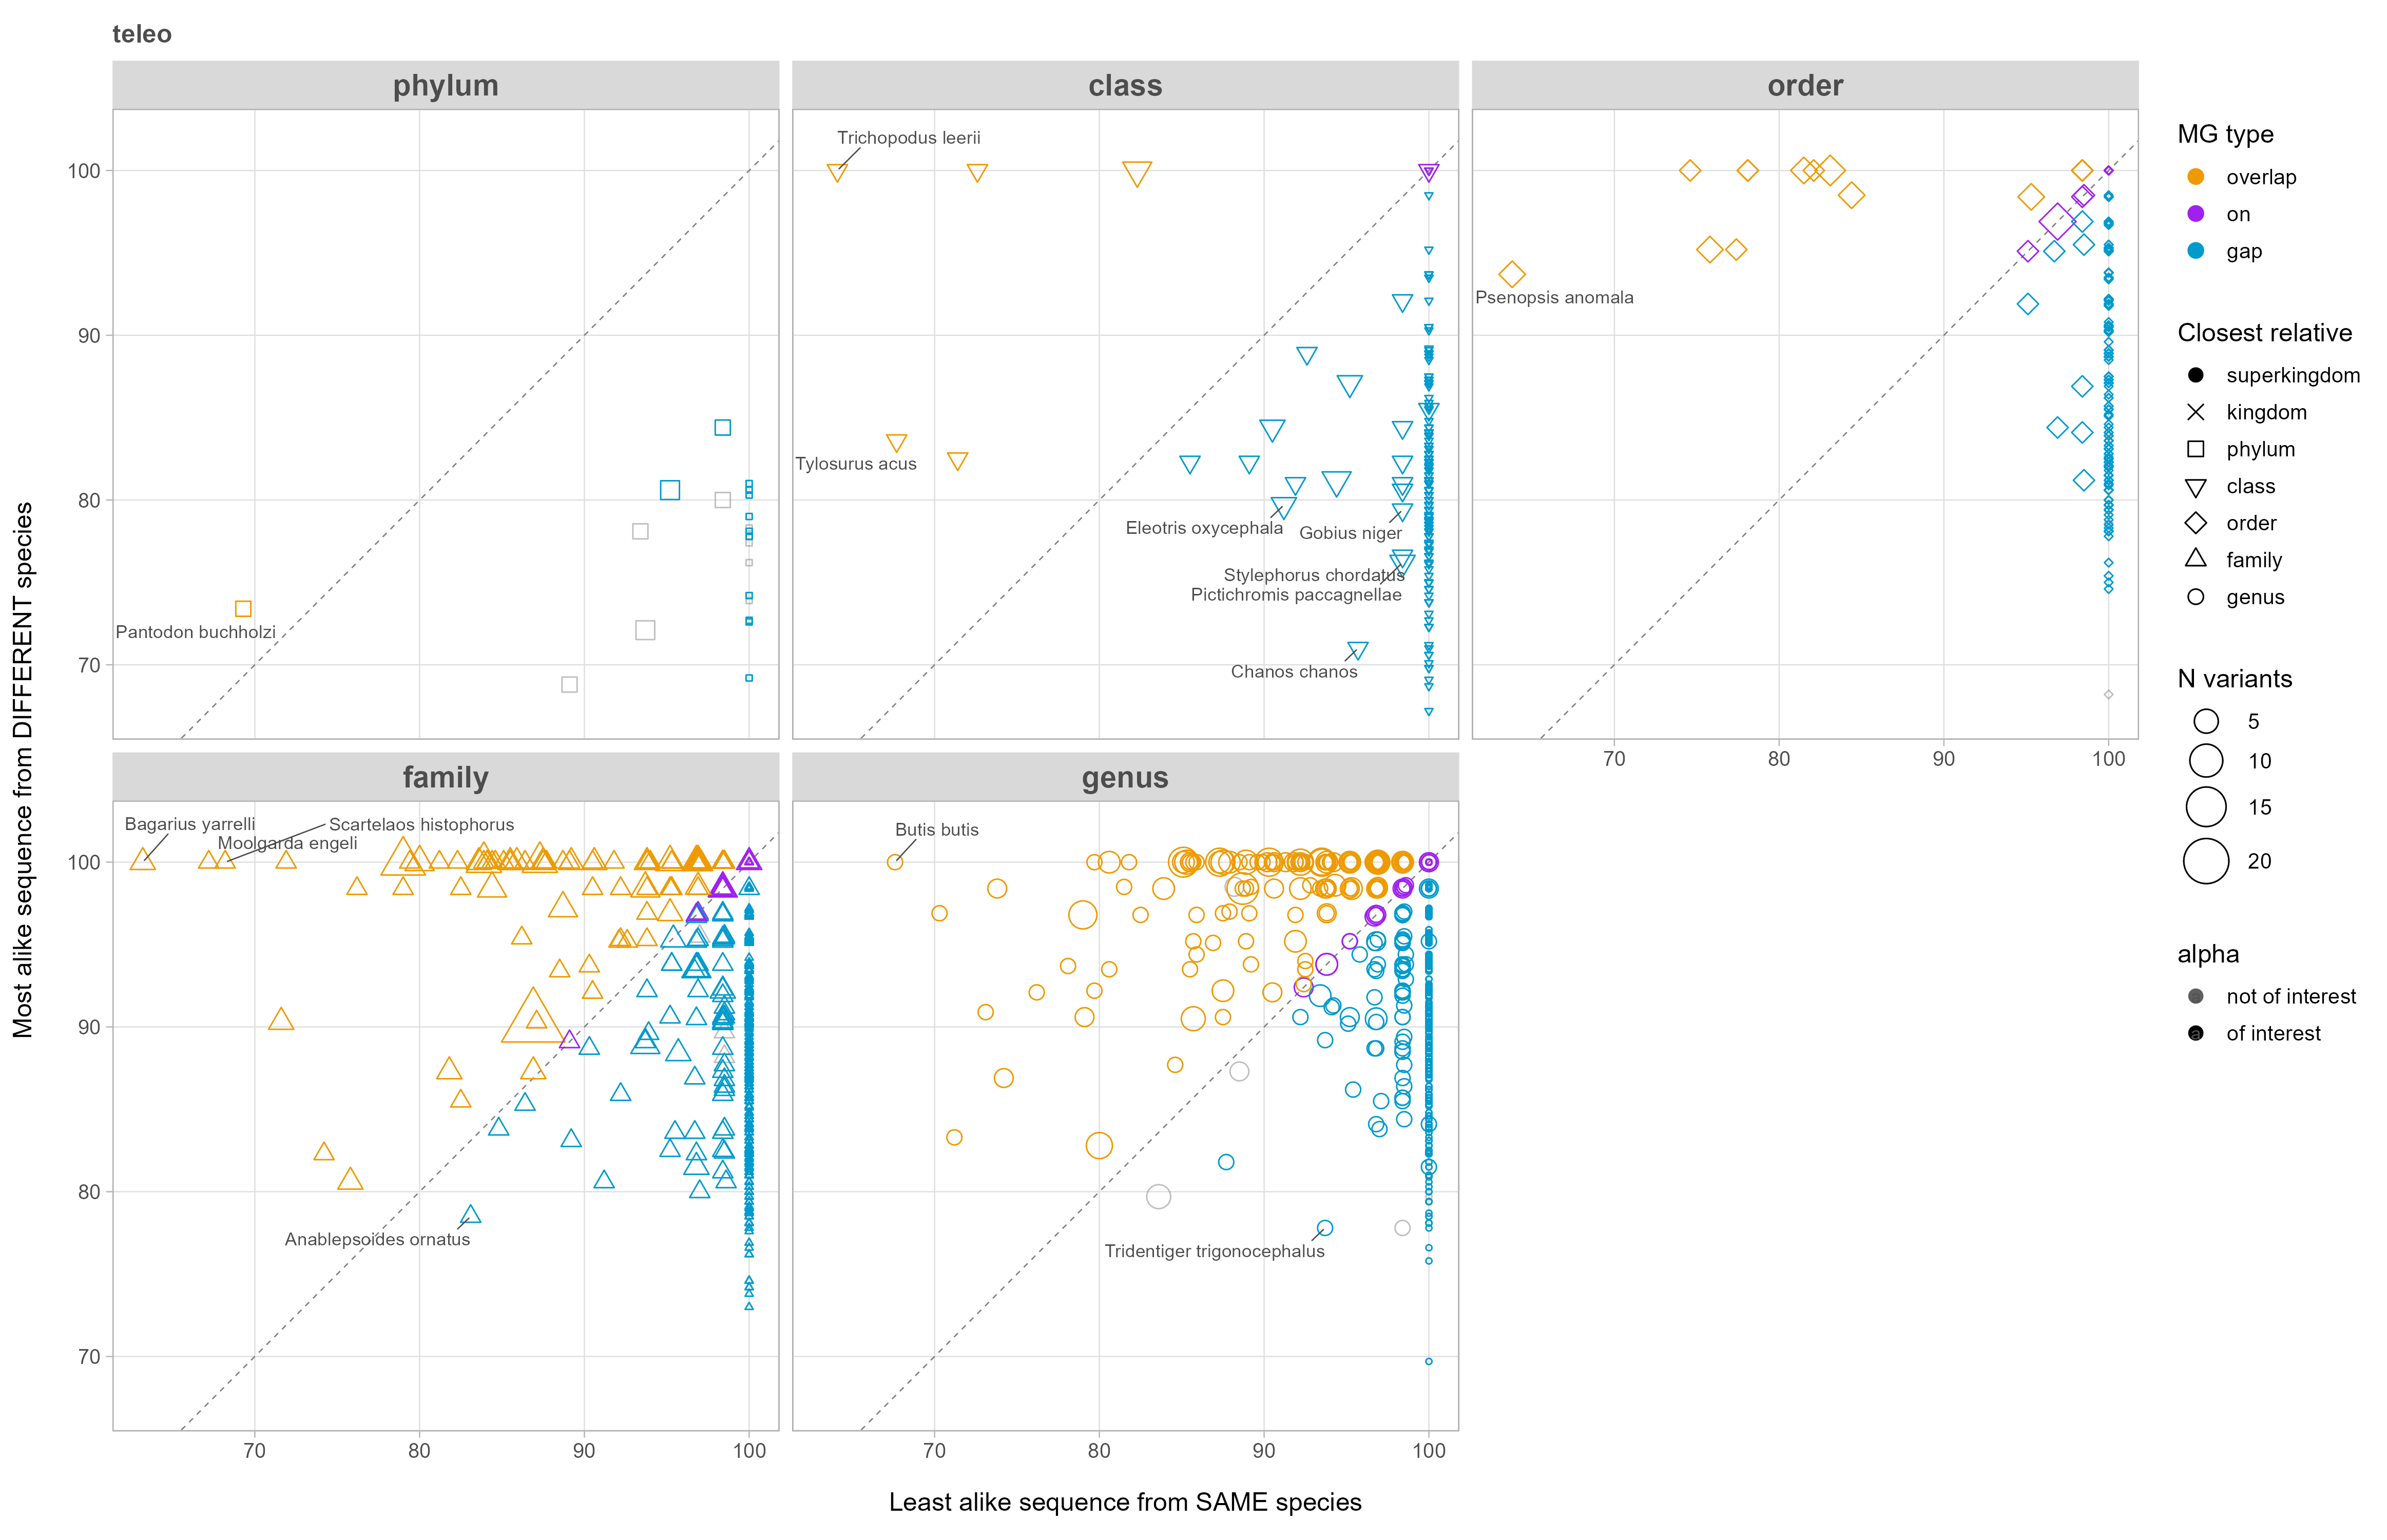 teleo
phylum
class
order
100
90
80
70
Pantodon buchholzi
Trichopodus leerii
Tylosurus acus
Eleotris oxycephala
Gobius niger
Stylephorus chordatus
Pictichromis paccagnellae
Chanos chanos
Psenopsis anomala
70
80
90
100
family
genus
100
90
80
70
Bagarius yarrelli
Scartelaos histophorus
Moolgarda engeli
Anablepsoides ornatus
Butis butis
Tridentiger trigonocephalus
70
80
90
100
70
80
90
100
Least alike sequence from SAME species
Most alike sequence from DIFFERENT species
MG type
overlap
on
gap
Closest relative
superkingdom
kingdom
phylum
class
order
family
genus
N variants
5
10
15
20
alpha
not of interest
of interest